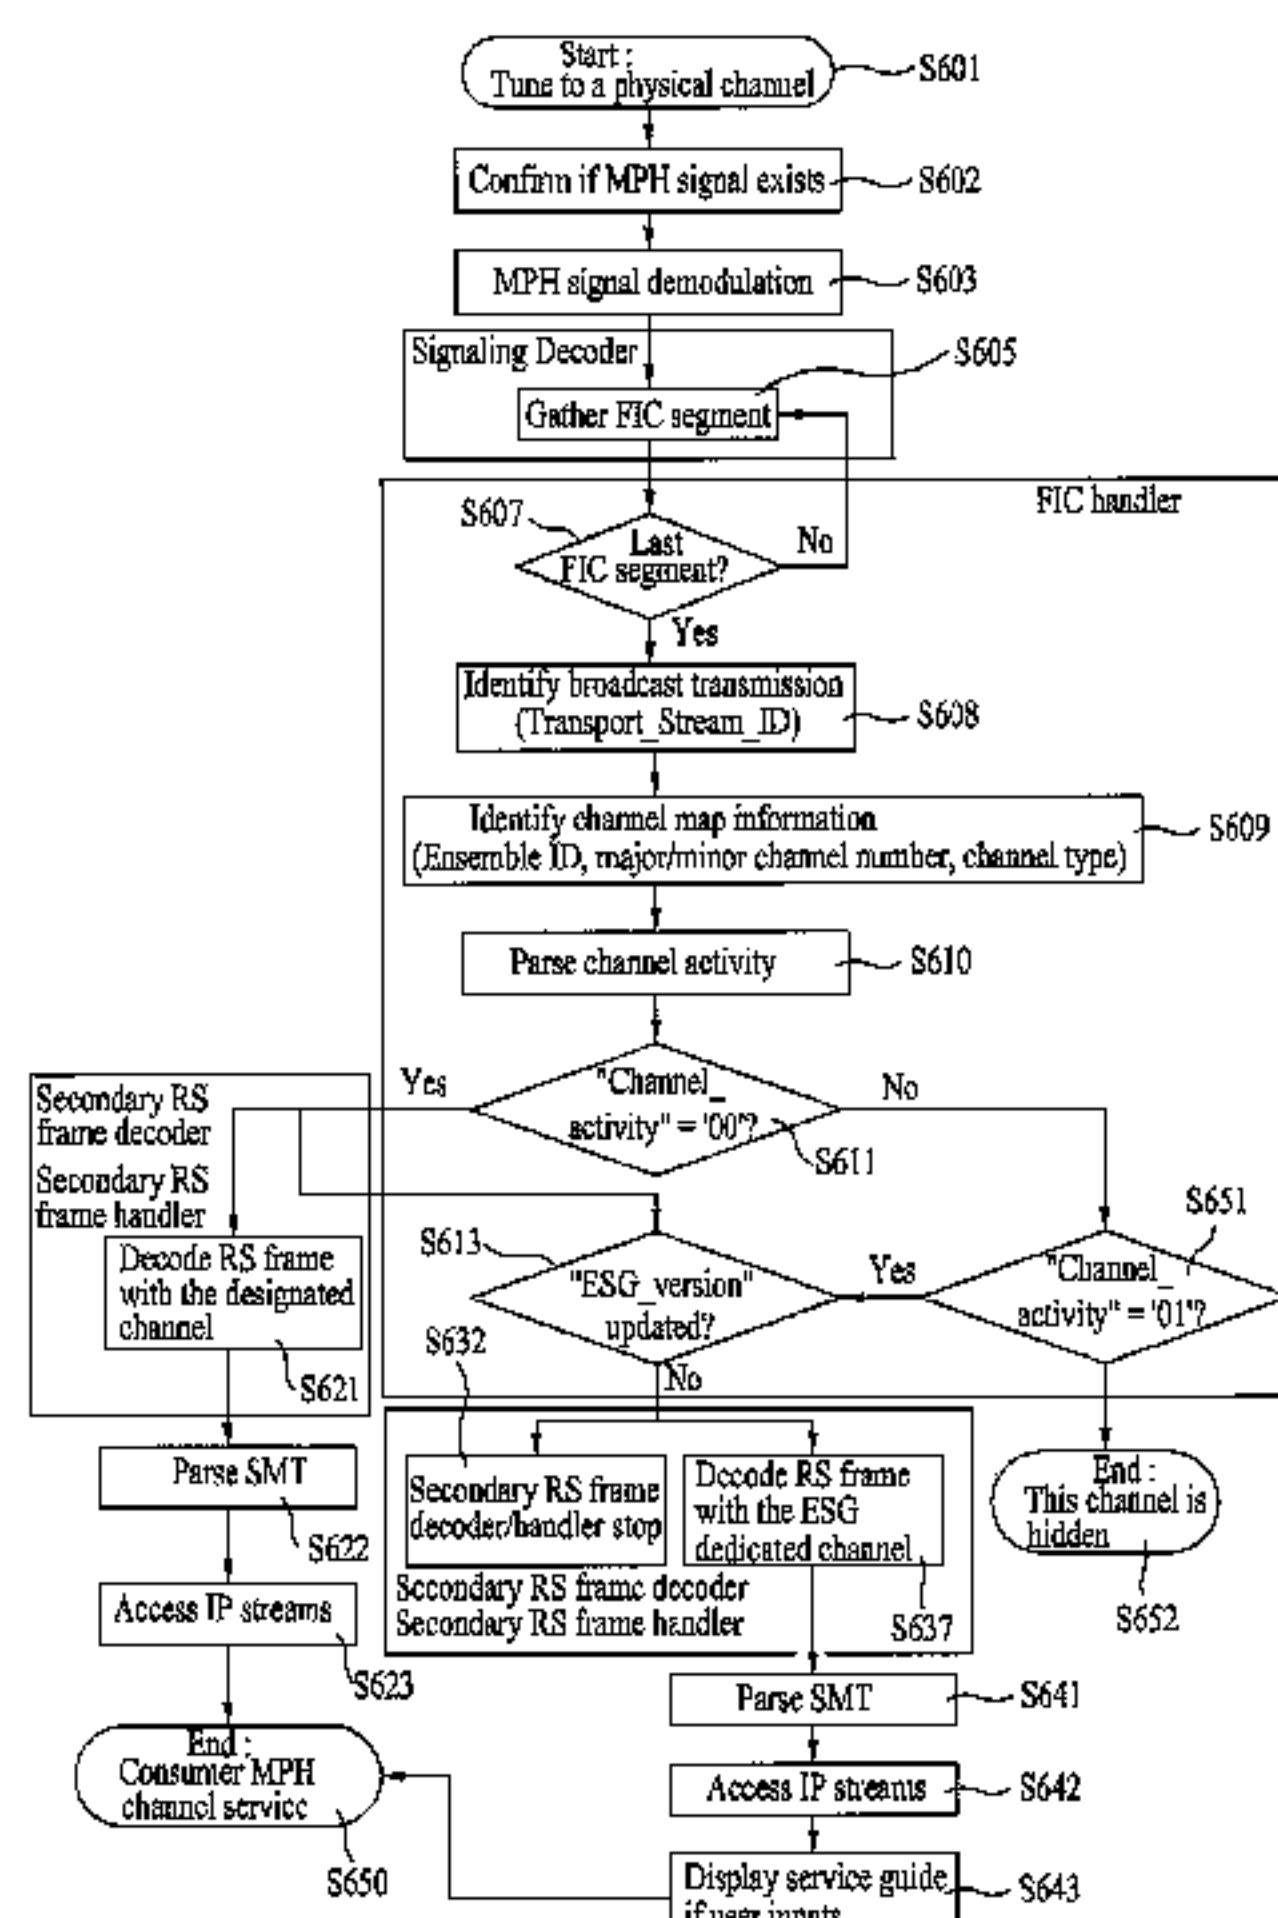 Start :
Tune to a physical channel
S601
Confirm if MPH signal exists
S602
MPH signal demodulation
S603
Signaling Decoder
S605
Gather FIC segment
FIC handler
S607
Last
FIC segment?
No
Yes
Identify broadcast transmission
(Transport_Stream_ID)
S608
Identify channel map information
(Ensemble ID, major/minor channel number, channel type)
S609
Parse channel activity
S610
Yes
"Channel_
activity" = '00'?
No
S611
Secondary RS
frame decoder
Secondary RS
frame handler
Decode RS frame
with the designated
channel
S621
S613
"ESG_version"
updated?
No
Yes
S651
"Channel_
activity" = '01'?
S632
Parse SMT
S622
Secondary RS frame
decoder/handler stop
Decode RS frame
with the ESG
dedicated channel
Secondary RS frame decoder
Secondary RS frame handler
S637
End :
This channel is
hidden
S652
Access IP streams
S623
Parse SMT
S641
End :
Consumer MPH
channel service
S650
Access IP streams
S642
Display service guide
if user inputs
S643